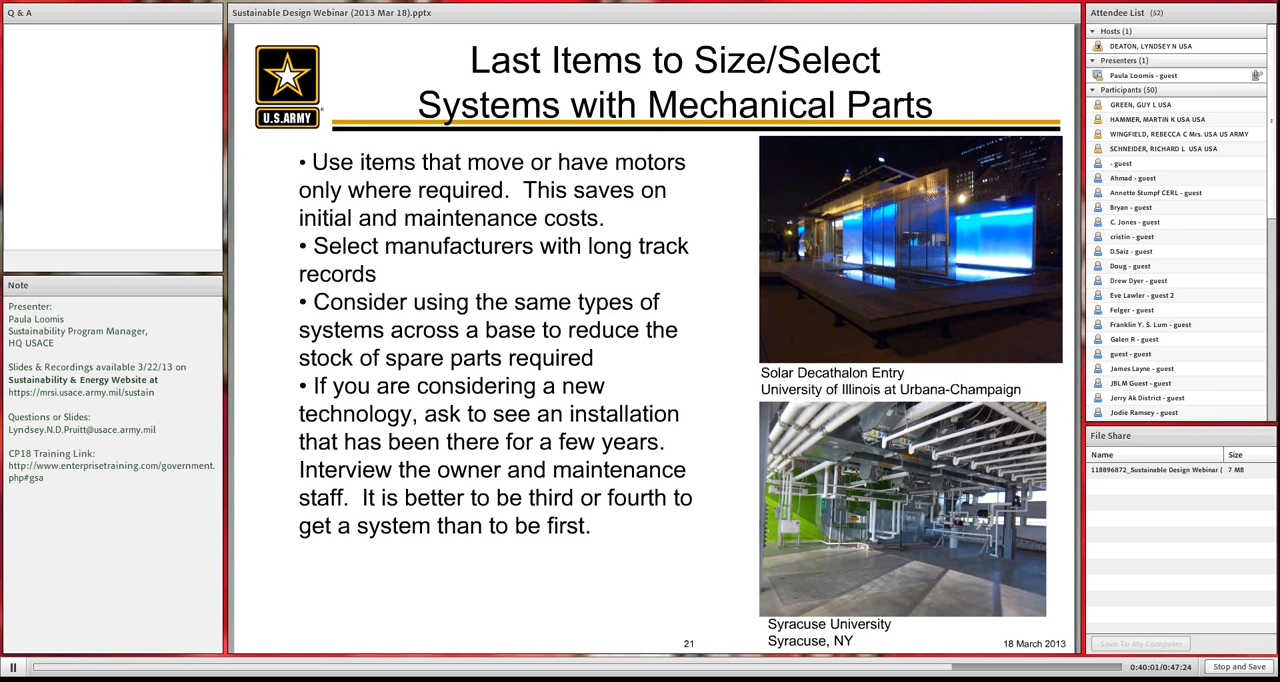 Q & A
Note
Presenter:
Paula Loomis
Sustainability Program Manager,
HQ USACE
Slides & Recordings available 3/22/13 on
Sustainability & Energy Website at
https://mrsi.usace.army.mil/sustain
Questions or Slides:
Lyndsey.N.D.Pruitt@usace.army.mil
CP18 Training Link:
http://www.enterprisetraining.com/government.
php#gsa
Sustainable Design Webinar (2013 Mar 18).pptx
U.S.ARMY
Last Items to Size/Select
Systems with Mechanical Parts
• Use items that move or have motors
only where required. This saves on
initial and maintenance costs.
• Select manufacturers with long track
records
• Consider using the same types of
systems across a base to reduce the
stock of spare parts required
• If you are considering a new
technology, ask to see an installation
that has been there for a few years.
Interview the owner and maintenance
staff. It is better to be third or fourth to
get a system than to be first.
Solar Decathalon Entry
University of Illinois at Urbana-Champaign
Syracuse University
Syracuse, NY
21
18 March 2013
Attendee List (52)
Hosts (1)
DEATON, LYNDSEY N USA
Presenters (1)
Paula Loomis - guest
Participants (50)
GREEN, GUY L USA
HAMMER, MARTIN K USA USA
WINGFIELD, REBECCA C Mrs. USA US ARMY
SCHNEIDER, RICHARD L USA USA
- guest
Ahmad - guest
Annette Stumpf CERL - guest
Bryan - guest
C. Jones - guest
cristin - guest
D.Saiz - guest
Doug - guest
Drew Dyer - guest
Eve Lawler - guest 2
Felger - guest
Franklin Y. S. Lum - guest
Galen R - guest
guest - guest
James Layne - guest
JBLM Guest - guest
Jerry Ak District - guest
Jodie Ramsey - guest
File Share
Name Size
118896872_Sustainable Design Webinar ( 7 MB
Save To My Computer
0:40:01/0:47:24
Stop and Save